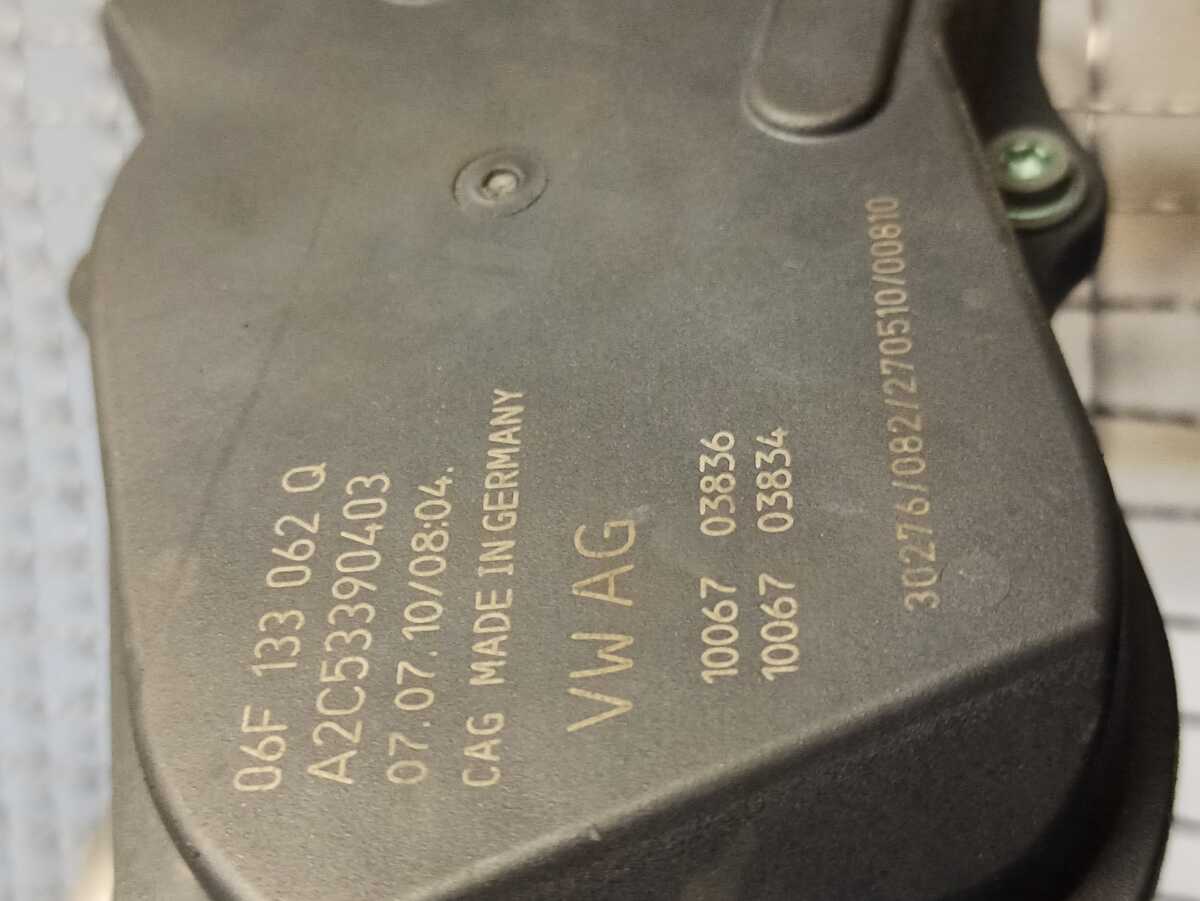 06F 133 062 Q
A2C53390403
07.07.10/08:04.
CAG MADE IN GERMANY
VW AG
10067 03836
10067 03834
30276/082/270510/00810